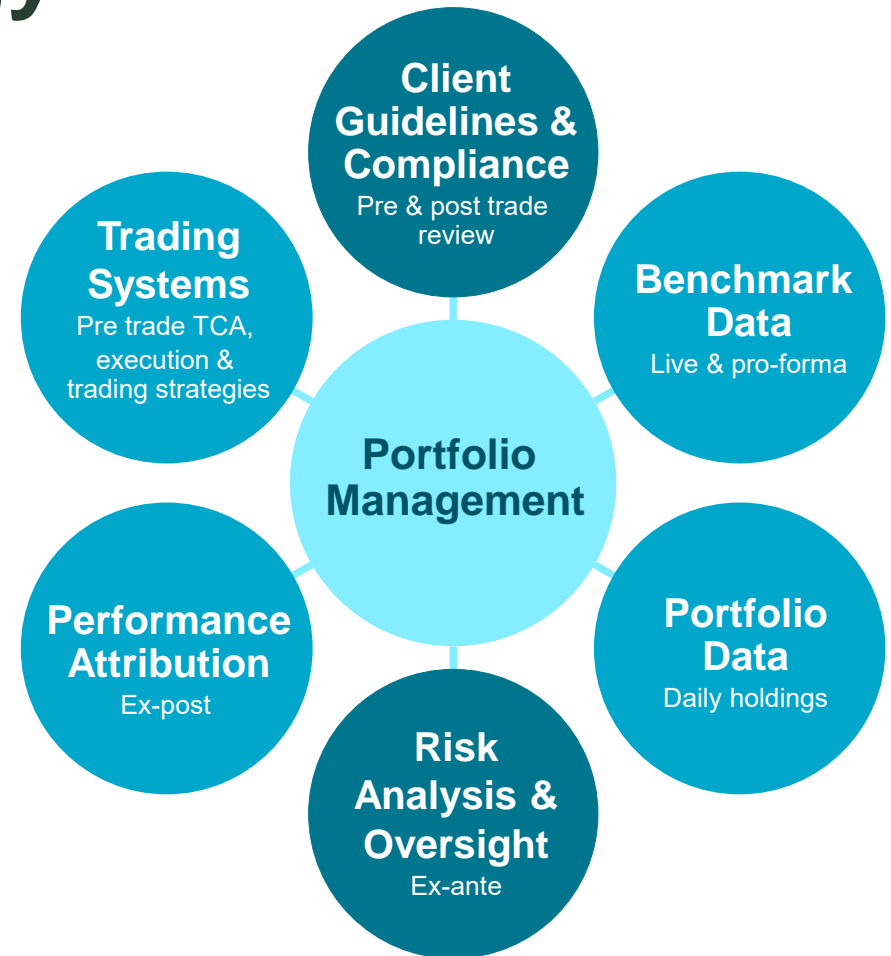 Client
Guidelines &
Compliance
Pre & post trade
review
Trading
Systems
Pre trade TCA,
execution &
trading strategies
Benchmark
Data
Live & pro-forma
Portfolio
Management
Performance
Attribution
Ex-post
Portfolio
Data
Daily holdings
Risk
Analysis &
Oversight
Ex-ante